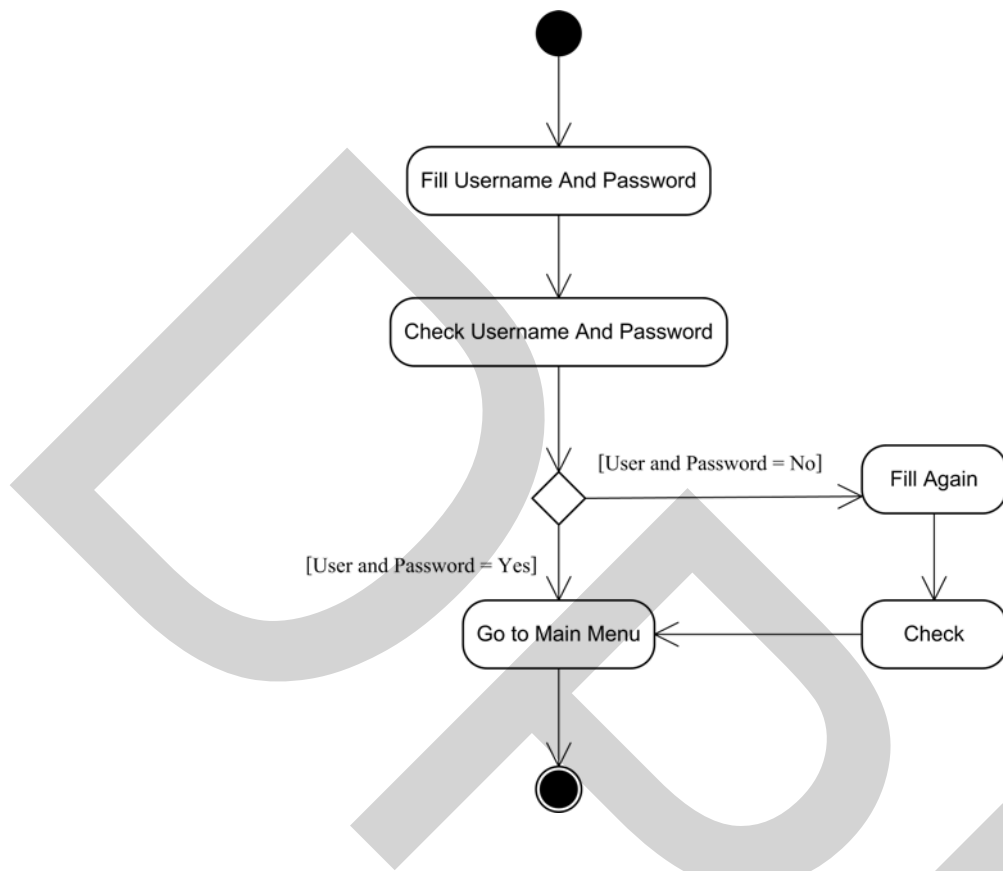 Fill Username And Password
Check Username And Password
[User and Password = No]
Fill Again
[User and Password = Yes]
Go to Main Menu
Check